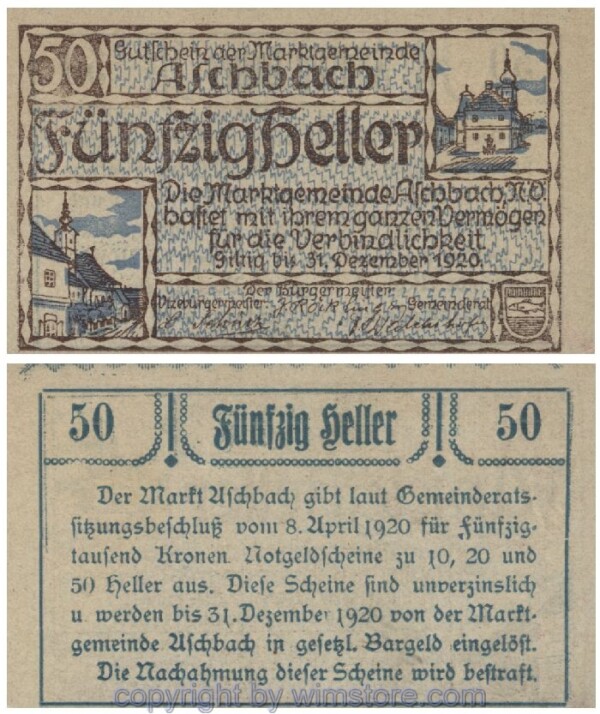 50
Gutschein der Marktgemeinde
Aschbach
Fünfzig Heller
Die Marktgemeinde Aschbach, N.Ö.
haftet mit ihrem ganzen Vermögen
für die Verbindlichkeit
Giltig bis 31. Dezember 1920.
Der Bürgermeister:
Vizebürgermeister: Gemeinderat:
50 Fünfzig Heller 50
Der Markt Aschbach gibt laut Gemeinderats-
sitzungsbeschluß vom 8. April 1920 für Fünfzig-
tausend Kronen Notgeldscheine zu 10, 20 und
50 Heller aus. Diese Scheine sind unverzinslich
u. werden bis 31. Dezember 1920 von der Markt-
gemeinde Aschbach in gesetzl. Bargeld eingelöst.
Die Nachahmung dieser Scheine wird bestraft.
copyright by wimstore.com